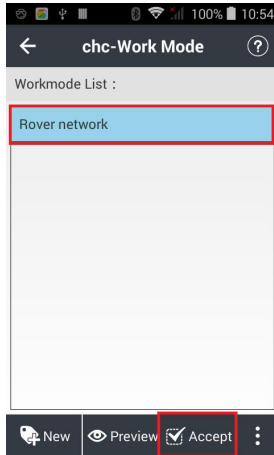 100% 10:54
chc-Work Mode ?
Workmode List :
Rover network
New Preview Accept